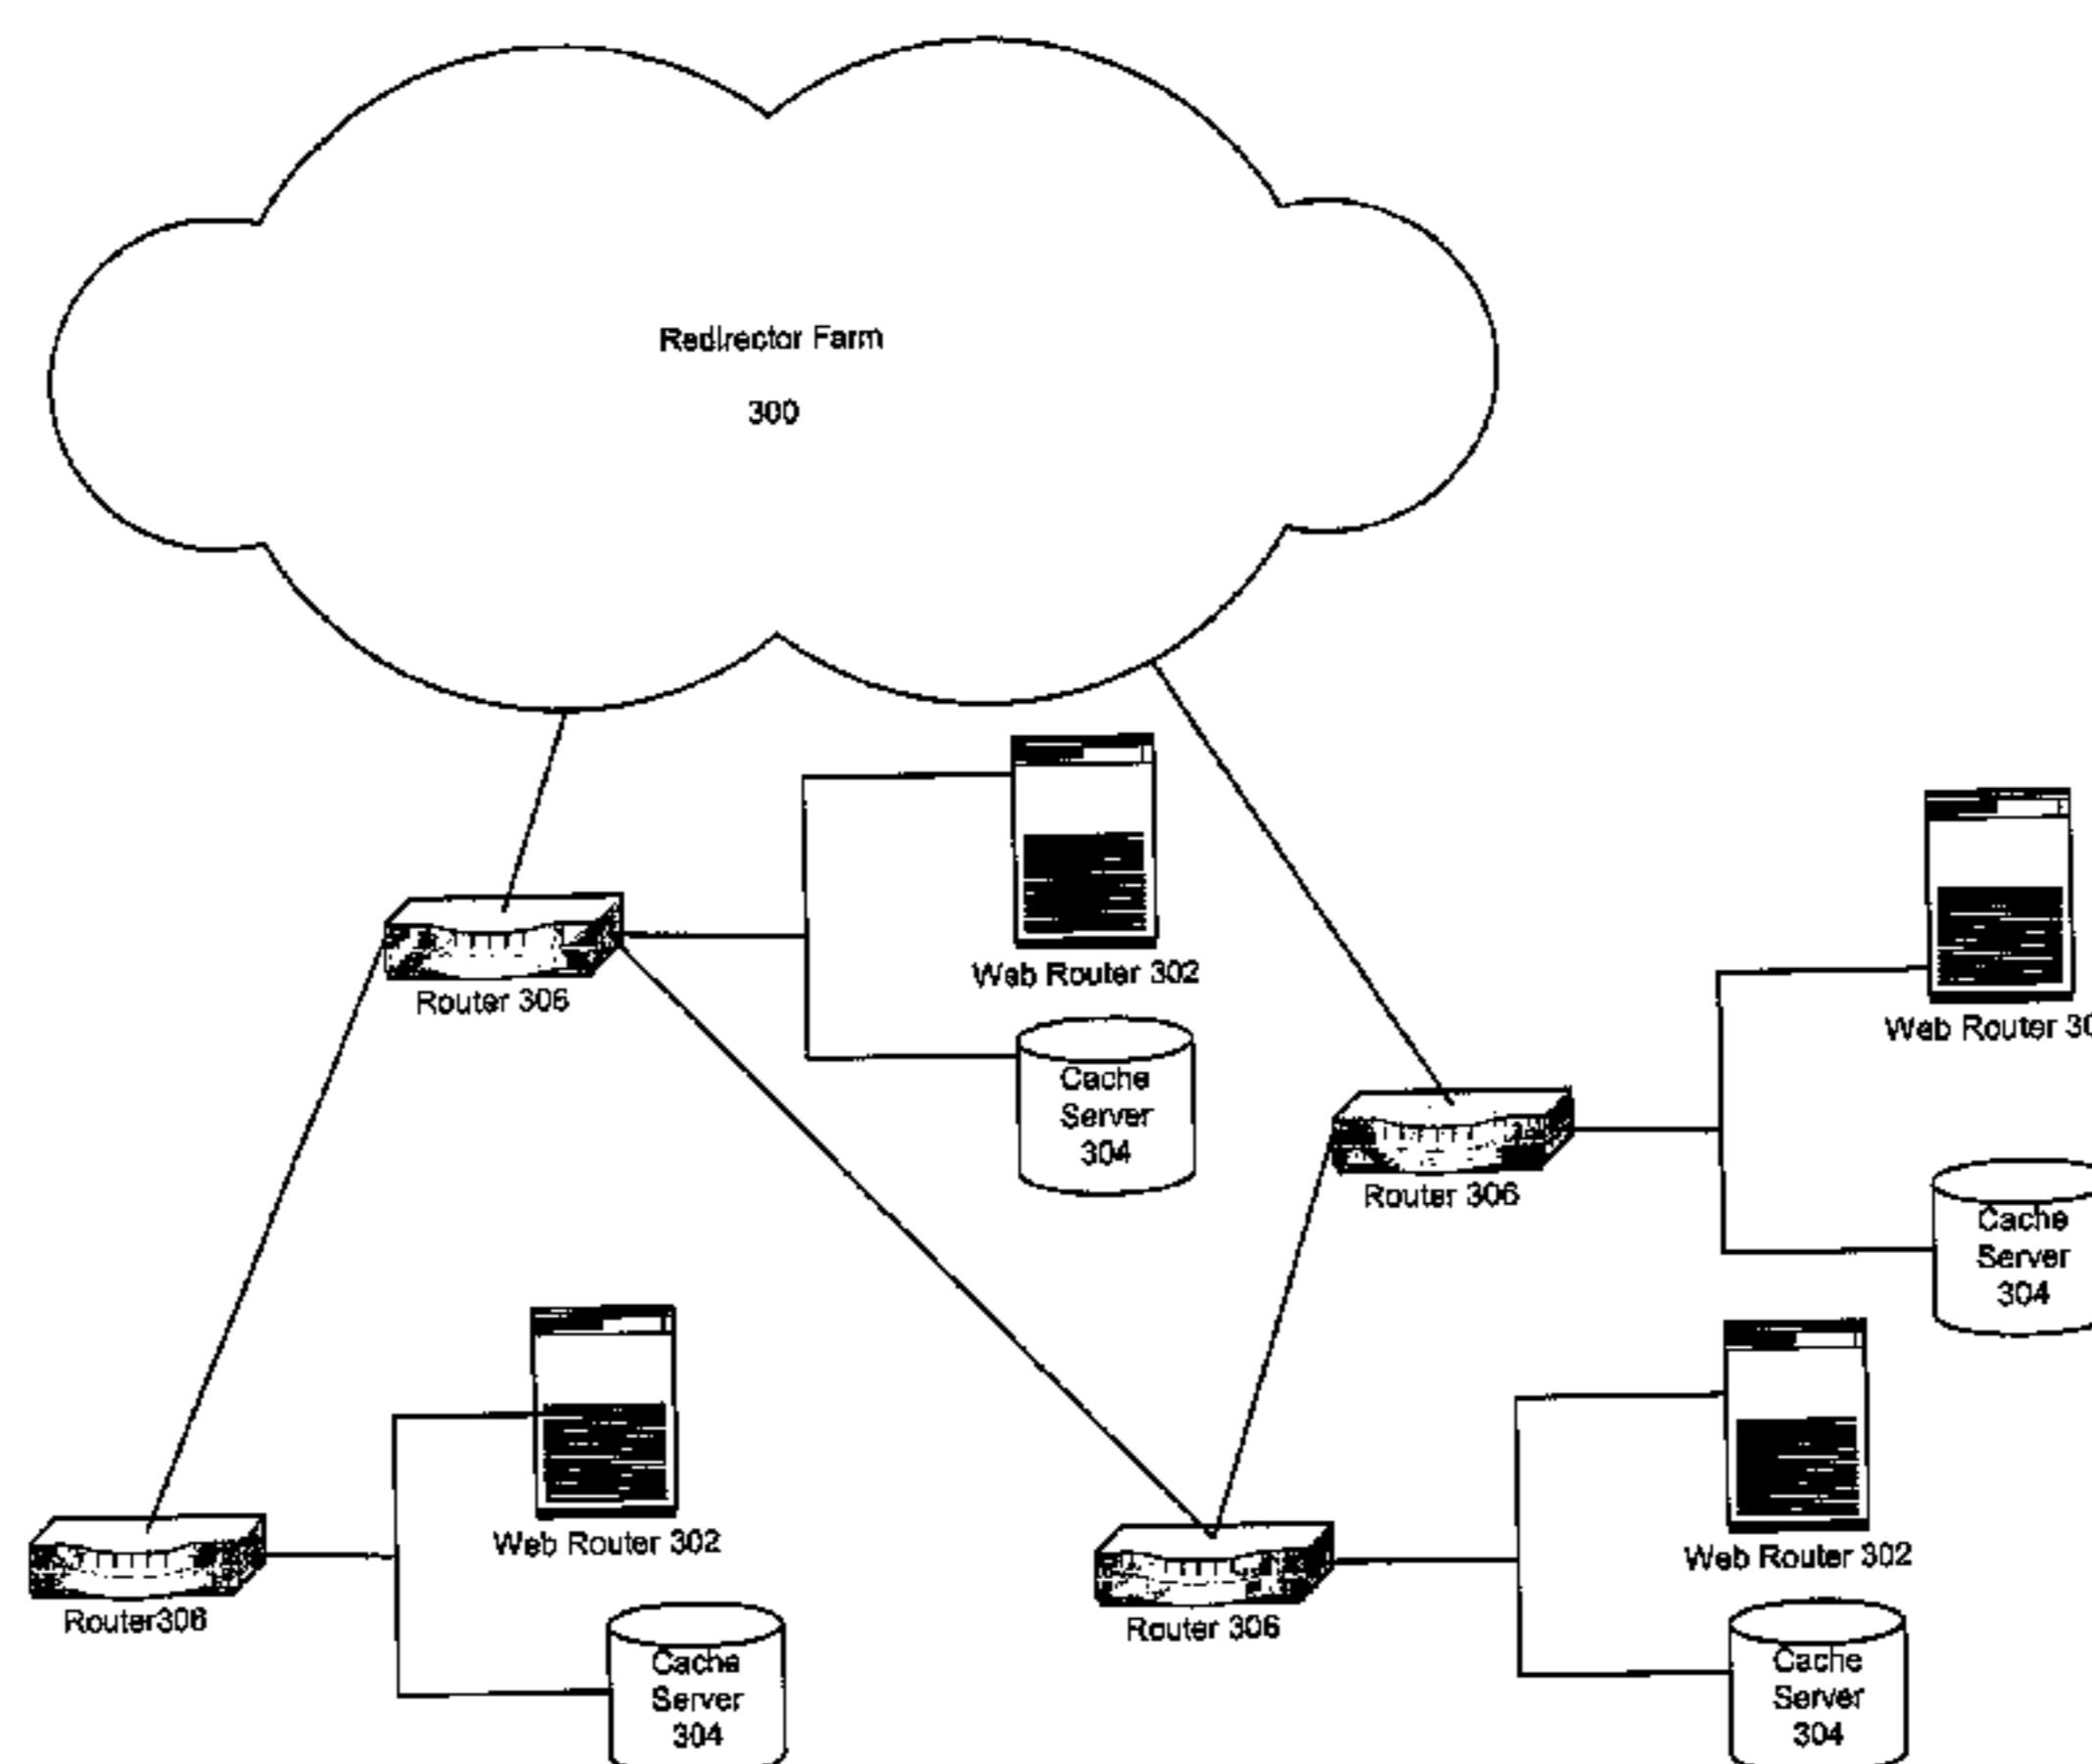 Redirector Farm
300
Web Router 302
Router 306
Cache
Server
304
Web Router 30
Router 306
Cache
Server
304
Web Router 302
Router306
Cache
Server
304
Web Router 302
Router 306
Cache
Server
304